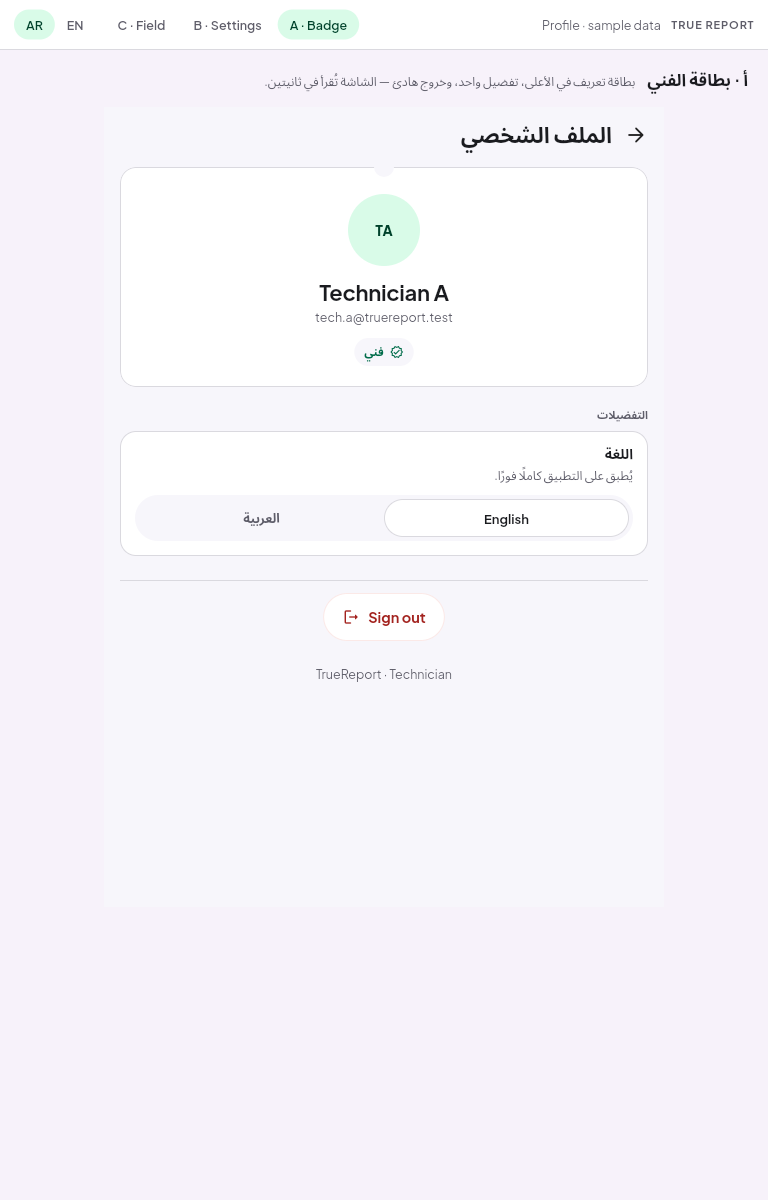 TRUE REPORT Profile · sample data A · Badge B · Settings C · Field EN AR
أ · بطاقة الفني بطاقة تعريف في الأعلى، تفضيل واحد، وخروج هادئ — الشاشة تُقرأ في ثانيتين.
الملف الشخصي
TA
Technician A
tech.a@truereport.test
فني
التفضيلات
اللغة
يُطبق على التطبيق كاملًا فورًا.
English العربية
Sign out
TrueReport · Technician